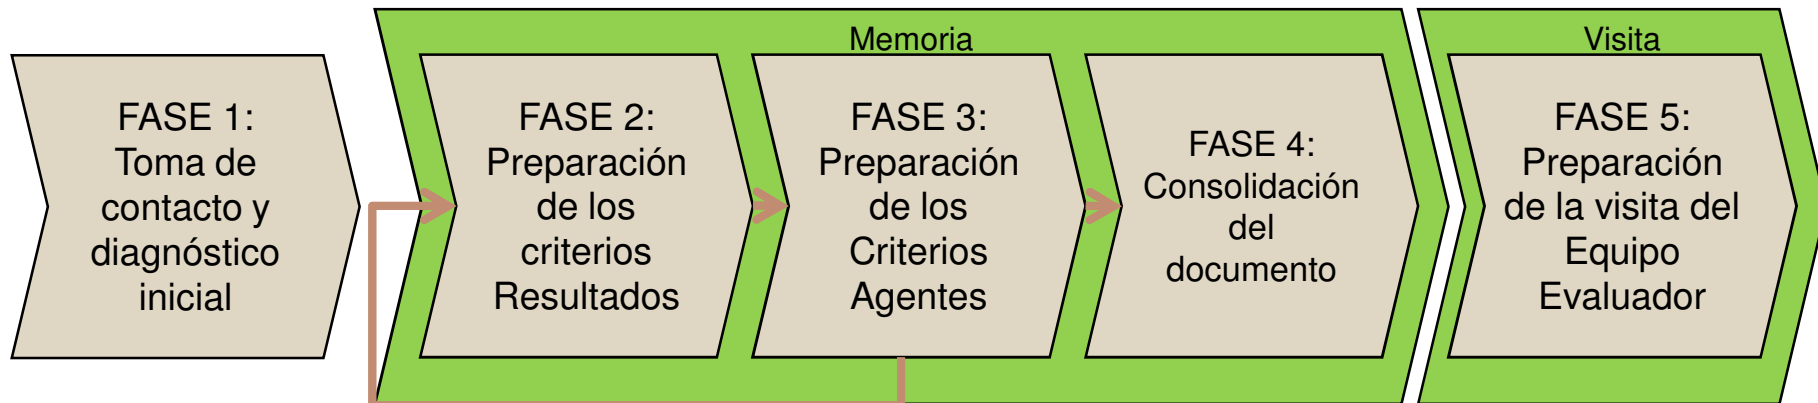 FASE 1:
Toma de
contacto y
diagnóstico
inicial
Memoria
FASE 2:
Preparación
de los
criterios
Resultados
FASE 3:
Preparación
de los
Criterios
Agentes
FASE 4:
Consolidación
del
documento
Visita
FASE 5:
Preparación
de la visita del
Equipo
Evaluador